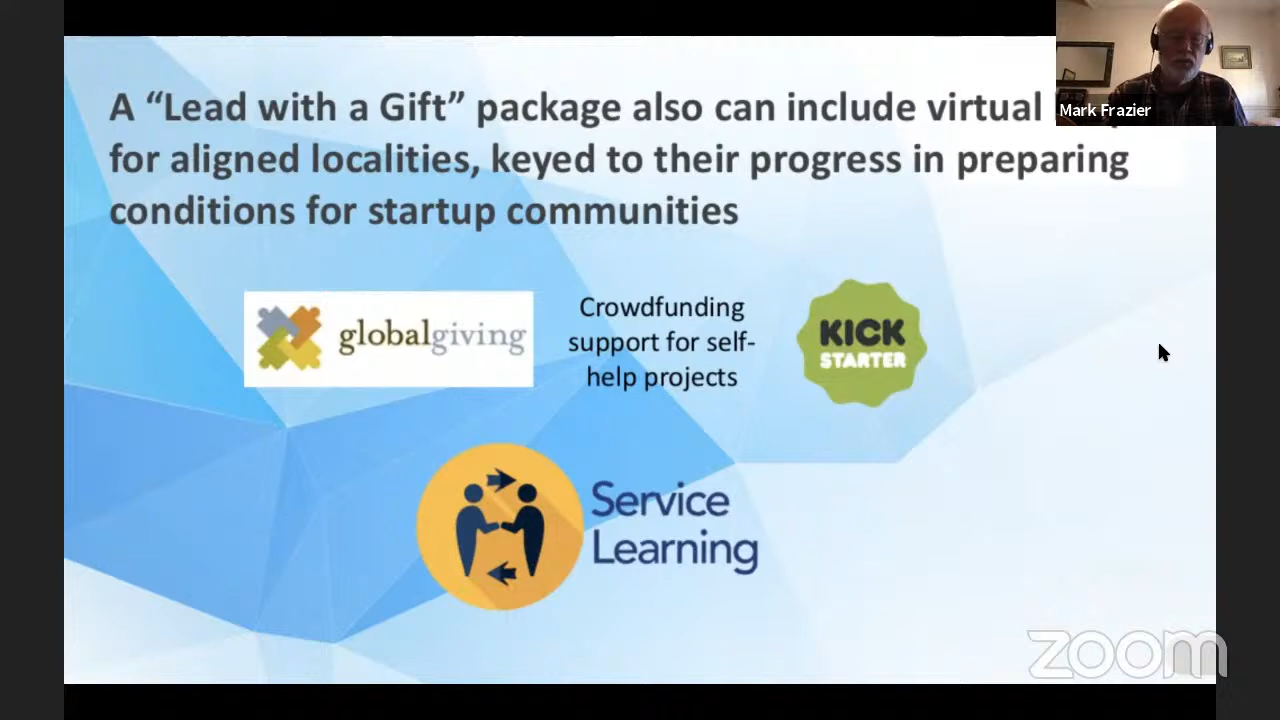 A “Lead with a Gift” package also can include virtual
for aligned localities, keyed to their progress in preparing
conditions for startup communities
Mark Frazier
globalgiving
Crowdfunding
support for self-
help projects
KICK
STARTER
Service
Learning
zoom